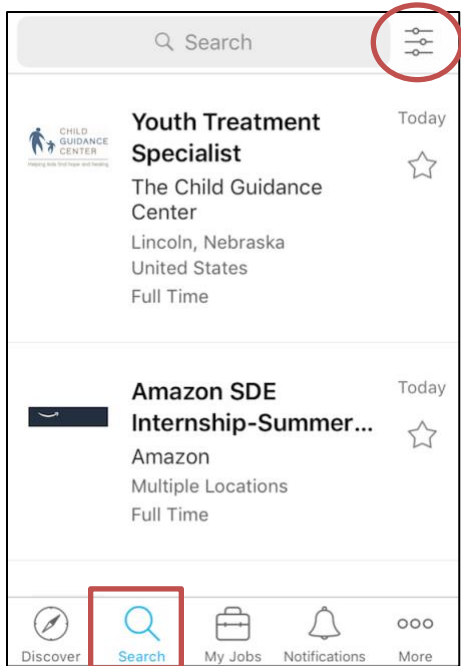 Search
CHILD
GUIDANCE
CENTER
Helping kids find hope and healing
Youth Treatment
Specialist
Today
The Child Guidance
Center
Lincoln, Nebraska
United States
Full Time
Amazon SDE
Internship-Summer...
Today
Amazon
Multiple Locations
Full Time
Discover
Search
My Jobs
Notifications
More